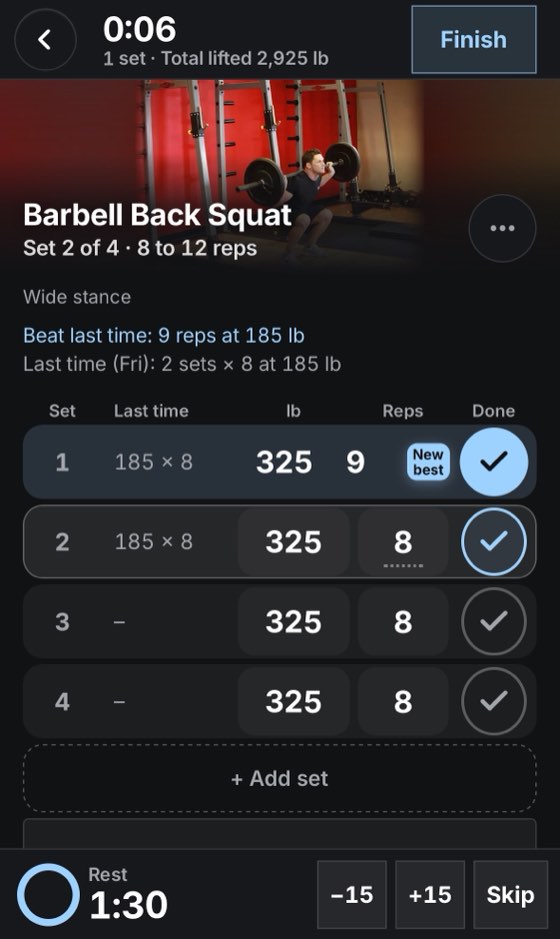 0:06
1 set · Total lifted 2,925 lb
Finish
Barbell Back Squat
Set 2 of 4 · 8 to 12 reps
Wide stance
Beat last time: 9 reps at 185 lb
Last time (Fri): 2 sets × 8 at 185 lb
Set Last time lb Reps Done
1 185 × 8 325 9 New best
2 185 × 8 325 8
3 – 325 8
4 – 325 8
+ Add set
Rest
1:30
−15 +15 Skip